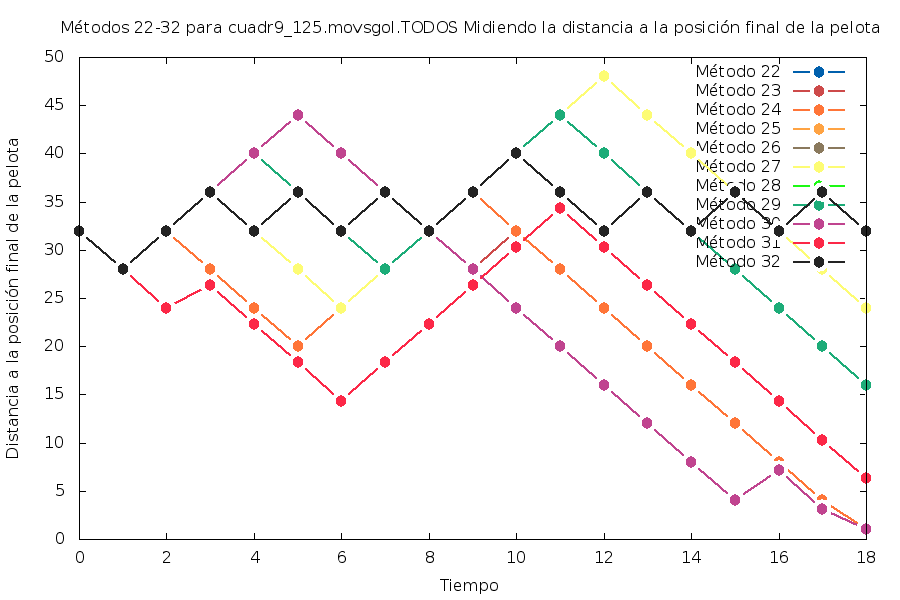 Métodos 22-32 para cuadr9_125.movsgol.TODOS Midiendo la distancia a la posición final de la pelota
Distancia a la posición final de la pelota
50
45
40
35
30
25
20
15
10
5
0
0 2 4 6 8 10 12 14 16 18
Tiempo
Método 22
Método 23
Método 24
Método 25
Método 26
Método 27
Método 28
Método 29
Método 30
Método 31
Método 32